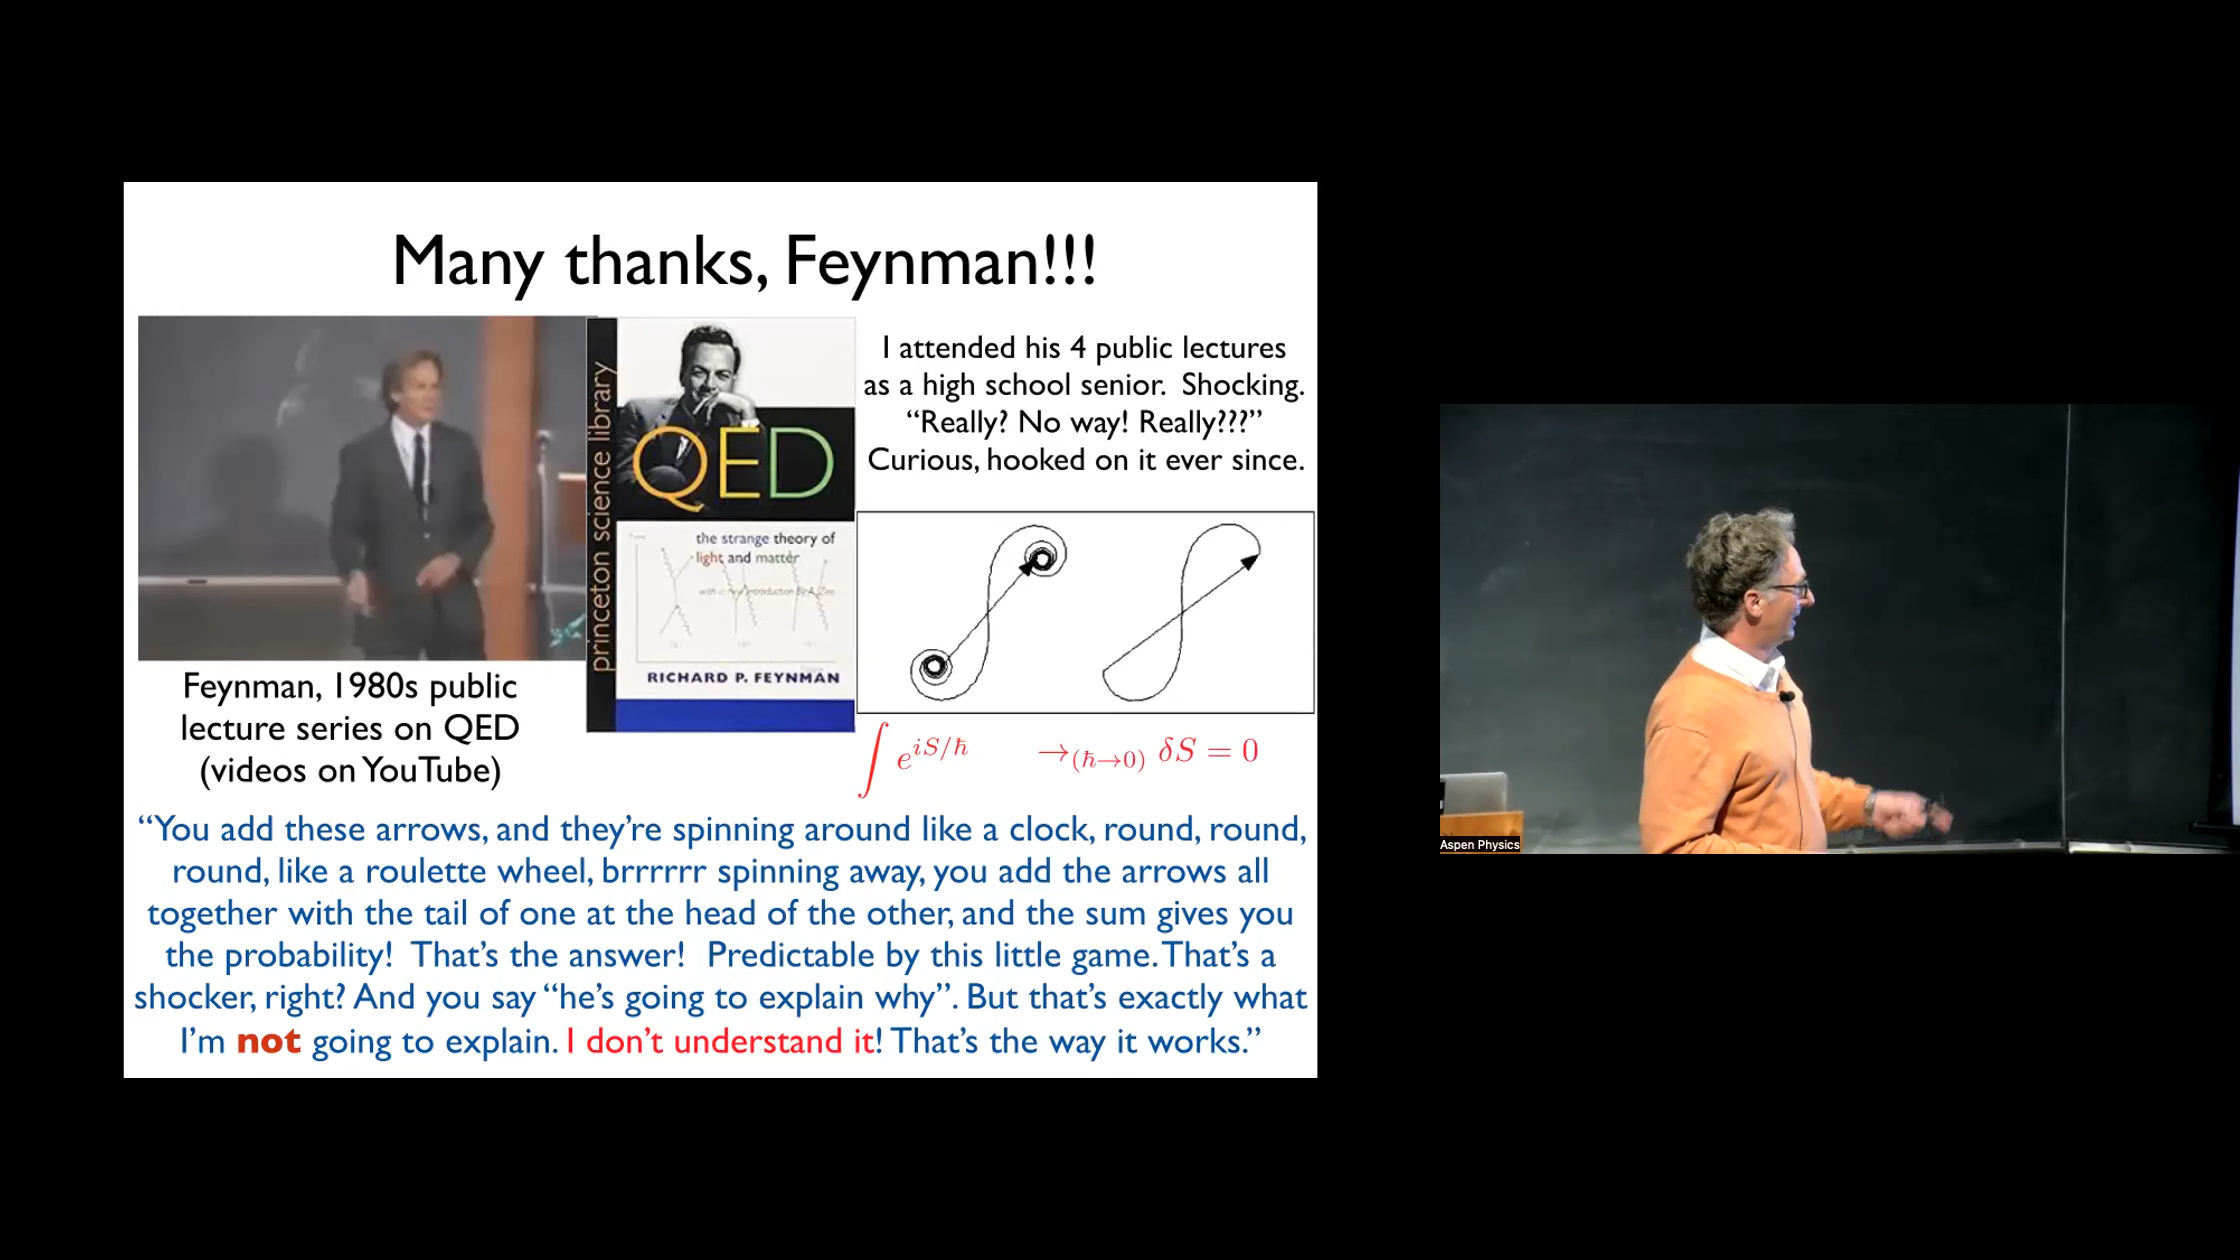 Many thanks, Feynman!!!
princeton science library
QED
the strange theory of
light and matter
with a new introduction by A. Zee
RICHARD P. FEYNMAN
I attended his 4 public lectures
as a high school senior.  Shocking.
“Really? No way! Really???”
Curious, hooked on it ever since.
Feynman, 1980s public
lecture series on QED
(videos on YouTube)
∫ e^{iS/ħ} →_{(ħ→0)} δS = 0
“You add these arrows, and they’re spinning around like a clock, round, round,
round, like a roulette wheel, brrrrrr spinning away, you add the arrows all
together with the tail of one at the head of the other, and the sum gives you
the probability!  That’s the answer!  Predictable by this little game. That’s a
shocker, right? And you say “he’s going to explain why”. But that’s exactly what
I’m not going to explain. I don’t understand it! That’s the way it works.”
Aspen Physics